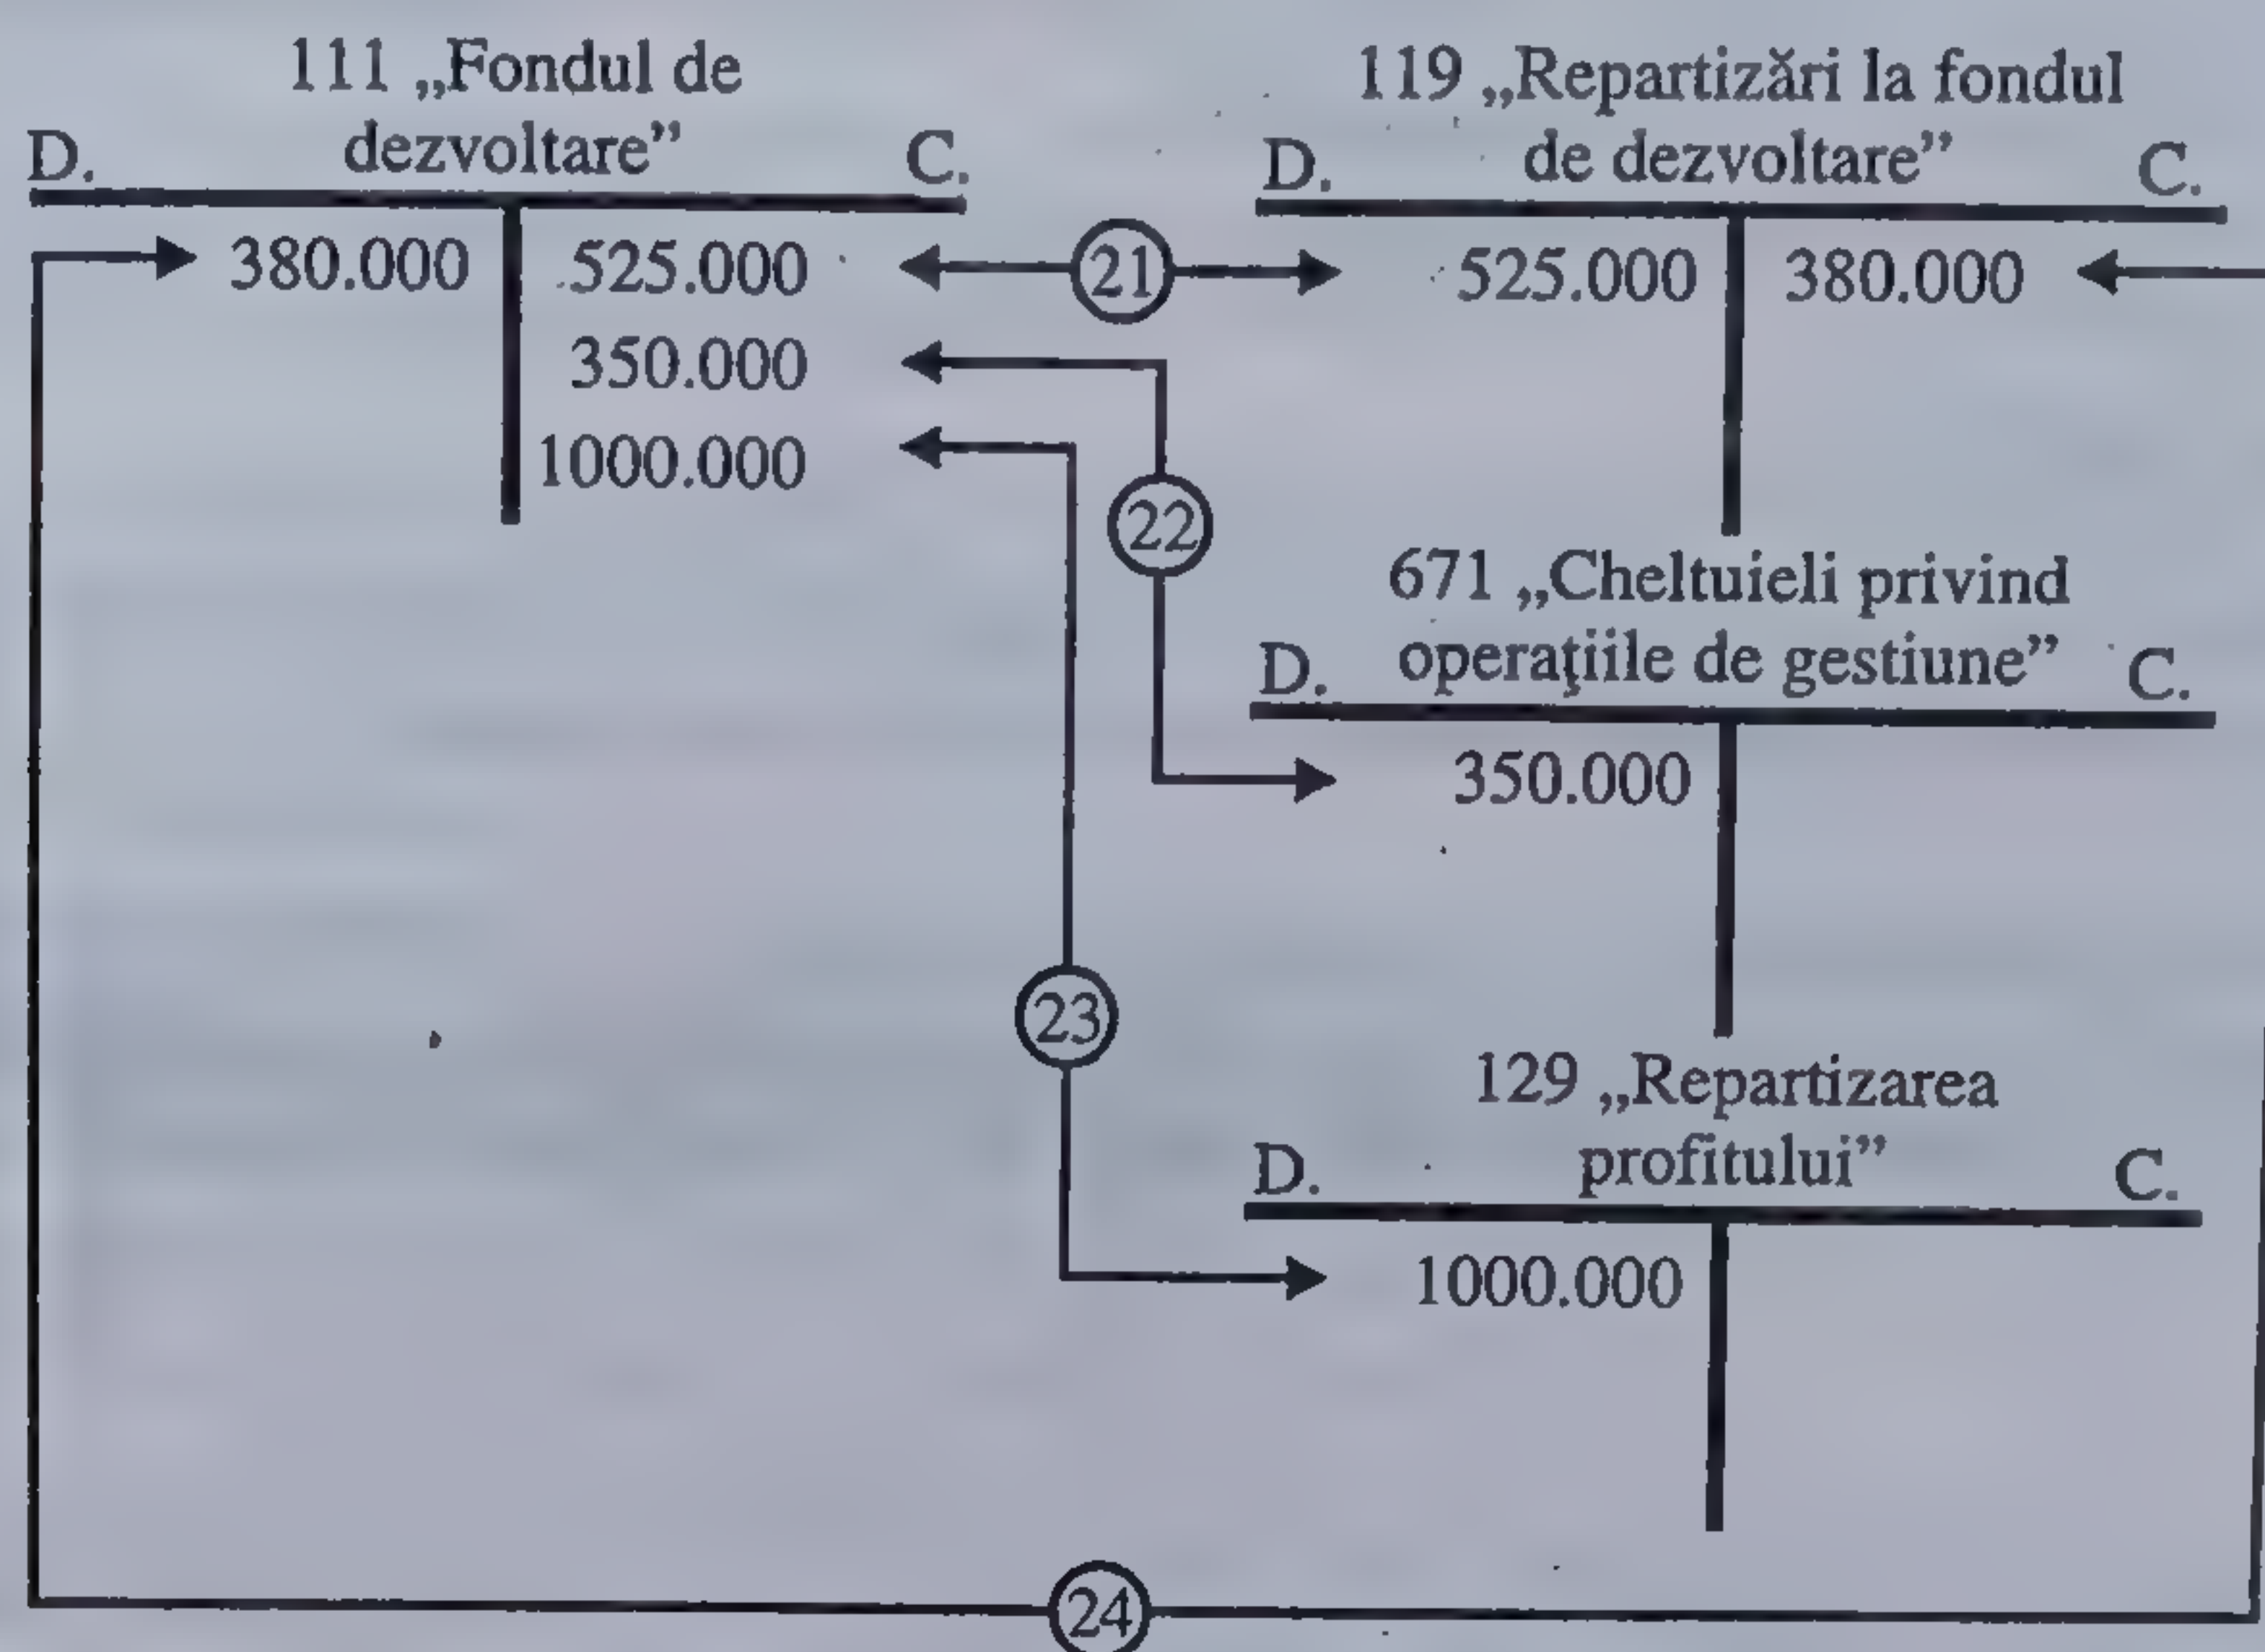 111 „Fondul de
dezvoltare”
D. C.
380.000 525.000
350.000
1000.000
21
119 „Repartizări la fondul
de dezvoltare”
D. C.
525.000 380.000
22
671 „Cheltuieli privind
operaţiile de gestiune”
D. C.
350.000
23
129 „Repartizarea
profitului”
D. C.
1000.000
24